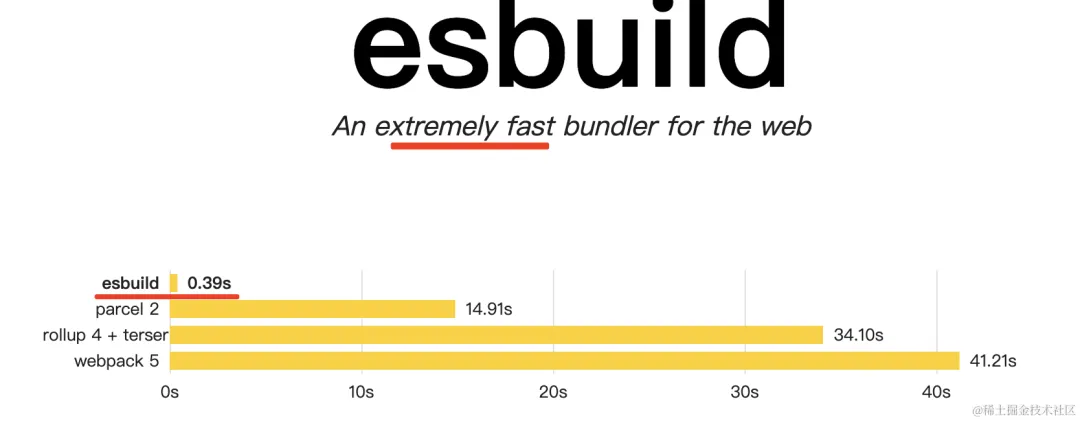 esbuild
An extremely fast bundler for the web
esbuild 0.39s
parcel 2 14.91s
rollup 4 + terser 34.10s
webpack 5 41.21s
0s 10s 20s 30s 40s
@稀土掘金技术社区